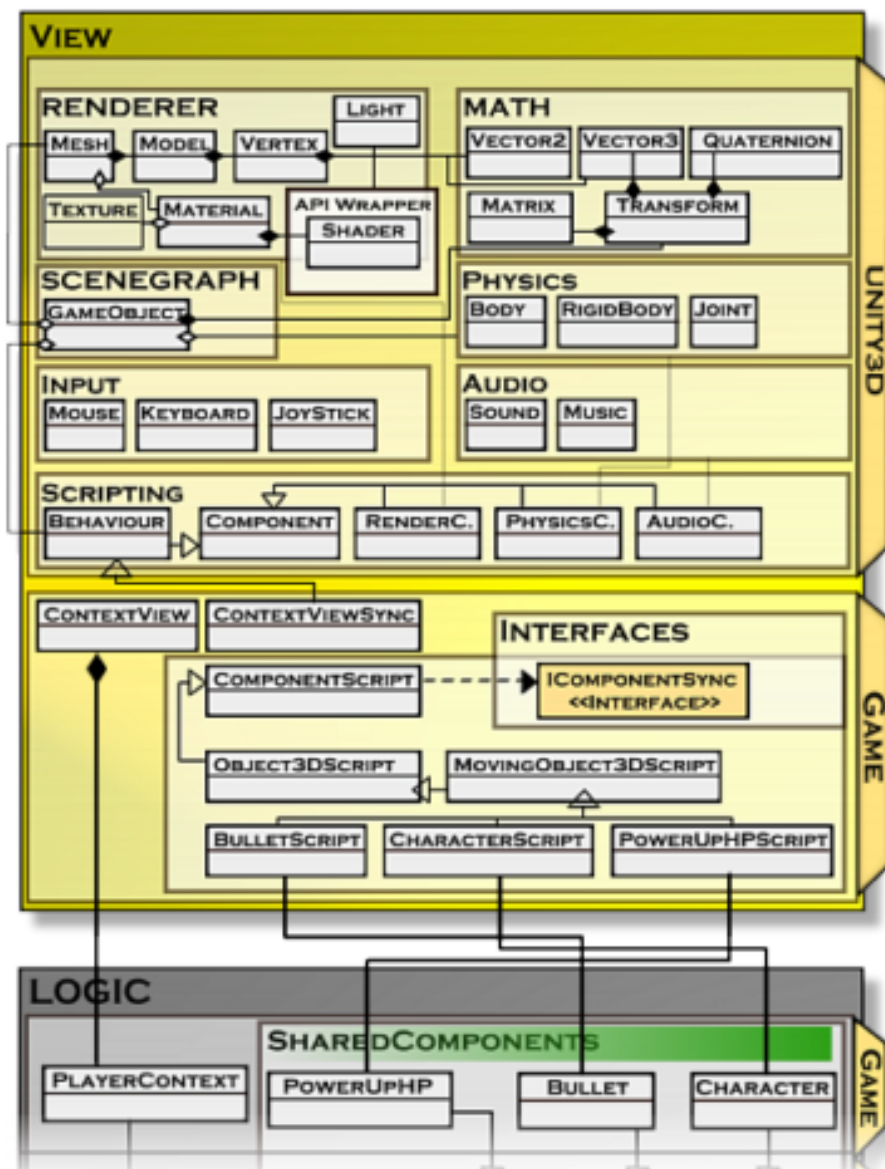 VIEW
RENDERER
LIGHT
MESH
MODEL
VERTEX
TEXTURE
MATERIAL
API WRAPPER
SHADER
MATH
VECTOR2
VECTOR3
QUATERNION
MATRIX
TRANSFORM
SCENEGRAPH
GAMEOBJECT
PHYSICS
BODY
RIGIDBODY
JOINT
INPUT
MOUSE
KEYBOARD
JOYSTICK
AUDIO
SOUND
MUSIC
SCRIPTING
BEHAVIOUR
COMPONENT
RENDERC.
PHYSICSC.
AUDIOC.
UNITY3D
CONTEXTVIEW
CONTEXTVIEWSYNC
INTERFACES
COMPONENTSCRIPT
ICOMPONENTSYNC
<<INTERFACE>>
OBJECT3DSCRIPT
MOVINGOBJECT3DSCRIPT
BULLETSCRIPT
CHARACTERSCRIPT
POWERUPHPSCRIPT
GAME
LOGIC
SHAREDCOMPONENTS
PLAYERCONTEXT
POWERUPHP
BULLET
CHARACTER
GAME